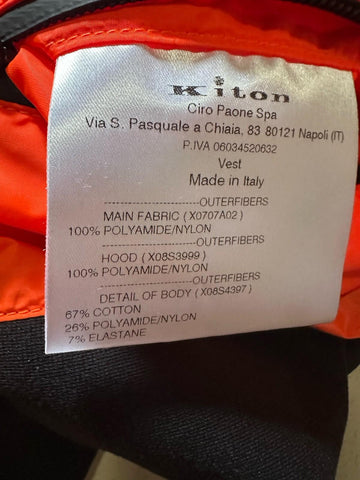 Kiton
Ciro Paone Spa
Via S. Pasquale a Chiaia, 83 80121 Napoli (IT)
P.IVA 06034520632
Vest
Made in Italy
------------------------OUTERFIBERS
MAIN FABRIC ( X0707A02 )
100% POLYAMIDE/NYLON
------------------------OUTERFIBERS
HOOD ( X08S3999 )
100% POLYAMIDE/NYLON
------------------------OUTERFIBERS
DETAIL OF BODY ( X08S4397 )
67% COTTON
26% POLYAMIDE/NYLON
7% ELASTANE